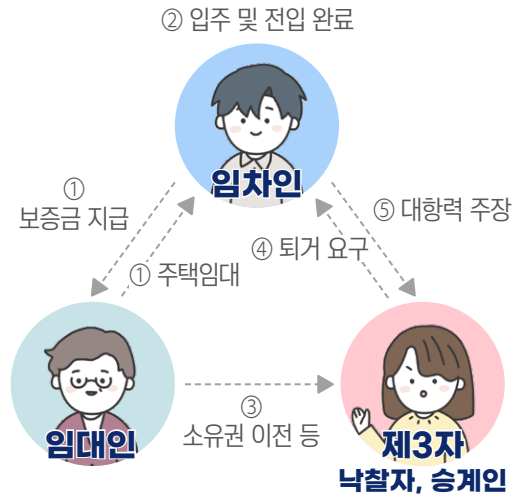 ② 입주 및 전입 완료
임차인
①
보증금 지급
① 주택임대
④ 퇴거 요구
⑤ 대항력 주장
임대인
③
소유권 이전 등
제3자
낙찰자, 승계인